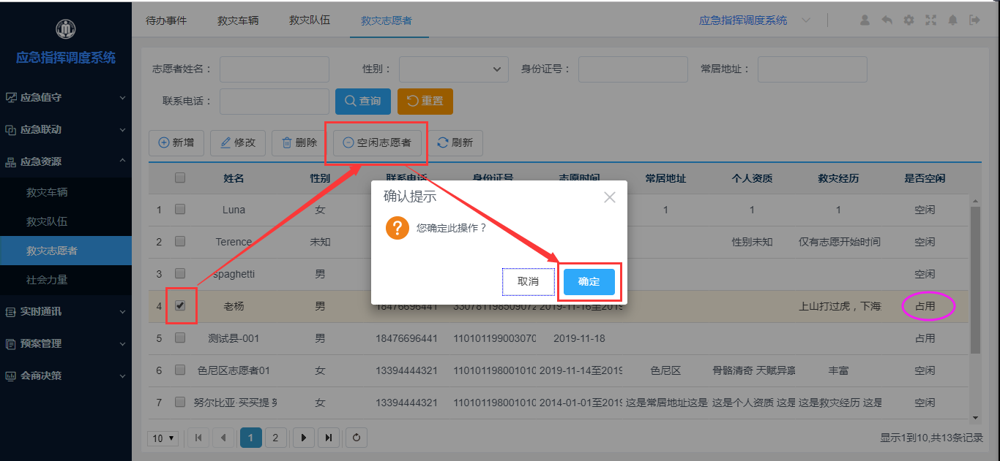 待办事件 救灾车辆 救灾队伍 救灾志愿者 应急指挥调度系统
应急指挥调度系统
应急值守
应急联动
应急资源
救灾车辆
救灾队伍
救灾志愿者
社会力量
实时通讯
预案管理
会商决策
志愿者姓名： 性别： 身份证号： 常居地址：
联系电话： 查询 重置
新增 修改 删除 空闲志愿者 刷新
姓名 性别 联系电话 身份证号 志愿时间 常居地址 个人资质 救灾经历 是否空闲
1 Luna 女 1 1 1 空闲
2 Terence 未知 性别未知 仅有志愿开始时间 空闲
3 spaghetti 男 空闲
4 老杨 男 18476696441 330781198509072 2019-11-16至2019 上山打过虎，下海 占用
5 测试县-001 男 18476696441 110101199003070 2019-11-18 占用
6 色尼区志愿者01 女 13394444321 110101198001010 2019-11-14至2019 色尼区 骨骼清奇 天赋异禀 丰富 空闲
7 努尔比亚·买买提 努 女 13394444321 110101198001010 2014-01-01至2019 这是常居地址这是 这是个人资质 这是 这是救灾经历 这是 空闲
确认提示
您确定此操作？
取消 确定
10 1 2 显示1到10,共13条记录